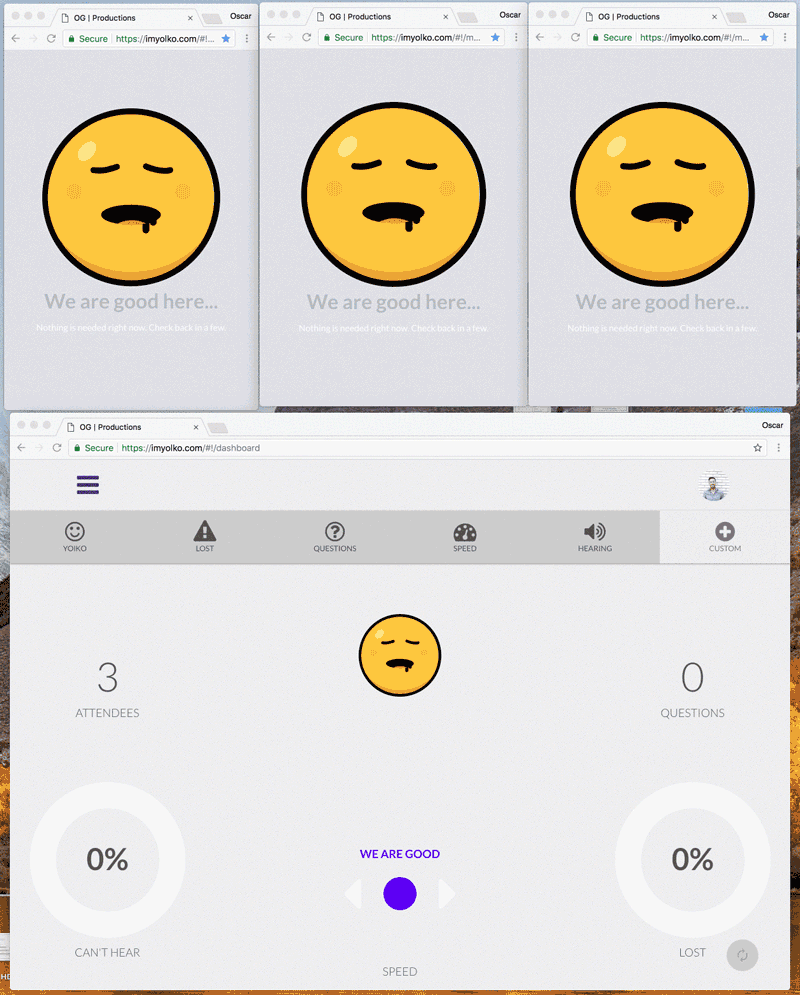 OG | Productions
Oscar
Secure
https://imyolko.com/#!...
We are good here...
Nothing is needed right now. Check back in a few.
OG | Productions
Oscar
Secure
https://imyolko.com/#!/m...
We are good here...
Nothing is needed right now. Check back in a few.
OG | Productions
Oscar
Secure
https://imyolko.com/#!/m...
We are good here...
Nothing is needed right now. Check back in a few.
OG | Productions
Oscar
Secure
https://imyolko.com/#!/dashboard
YOIKO
LOST
QUESTIONS
SPEED
HEARING
CUSTOM
3
ATTENDEES
0
QUESTIONS
0%
CAN'T HEAR
WE ARE GOOD
SPEED
0%
LOST